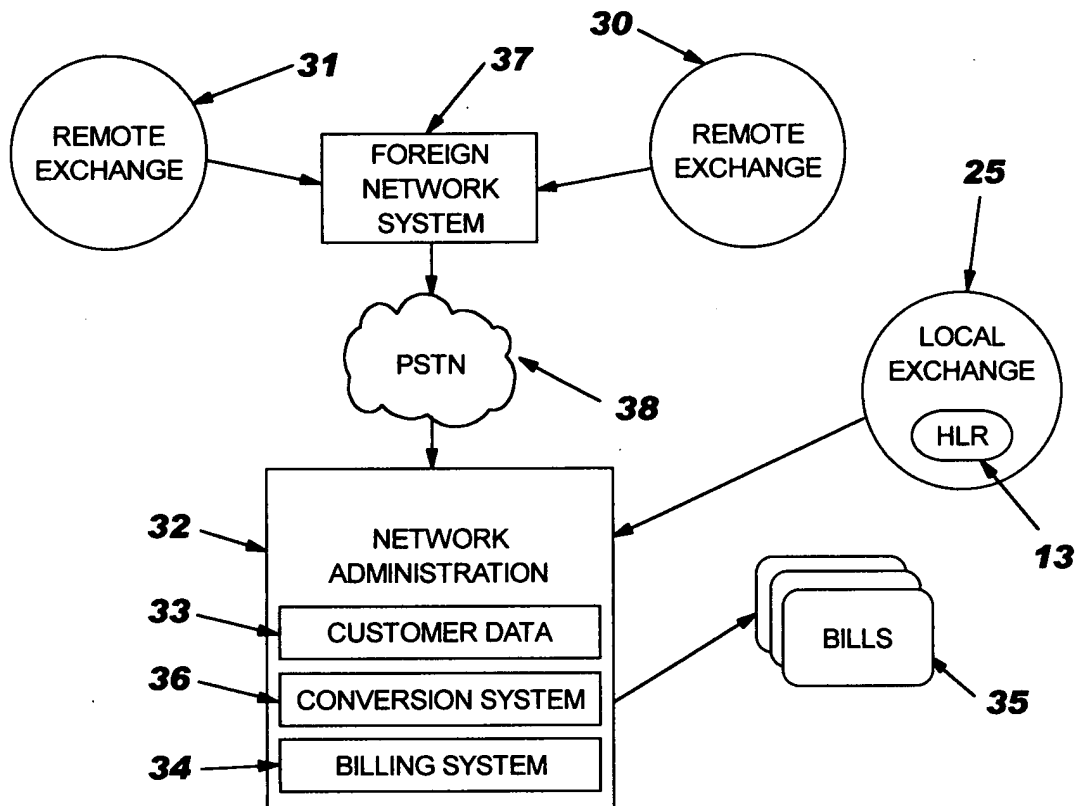 31
37
30
REMOTE
EXCHANGE
FOREIGN
NETWORK
SYSTEM
REMOTE
EXCHANGE
25
PSTN
38
LOCAL
EXCHANGE
HLR
13
32
NETWORK
ADMINISTRATION
33
CUSTOMER DATA
36
CONVERSION SYSTEM
34
BILLING SYSTEM
BILLS
35